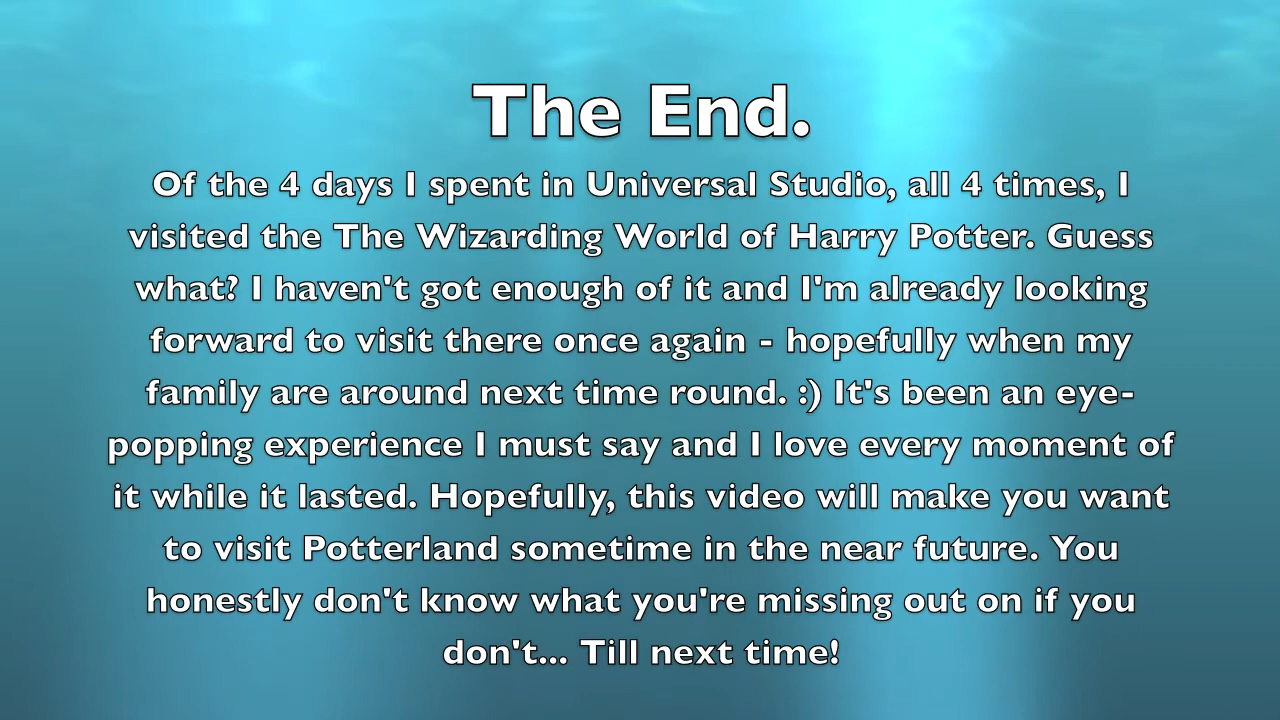 The End.
Of the 4 days I spent in Universal Studio, all 4 times, I
visited the The Wizarding World of Harry Potter. Guess
what? I haven't got enough of it and I'm already looking
forward to visit there once again - hopefully when my
family are around next time round. :) It's been an eye-
popping experience I must say and I love every moment of
it while it lasted. Hopefully, this video will make you want
to visit Potterland sometime in the near future. You
honestly don't know what you're missing out on if you
don't... Till next time!